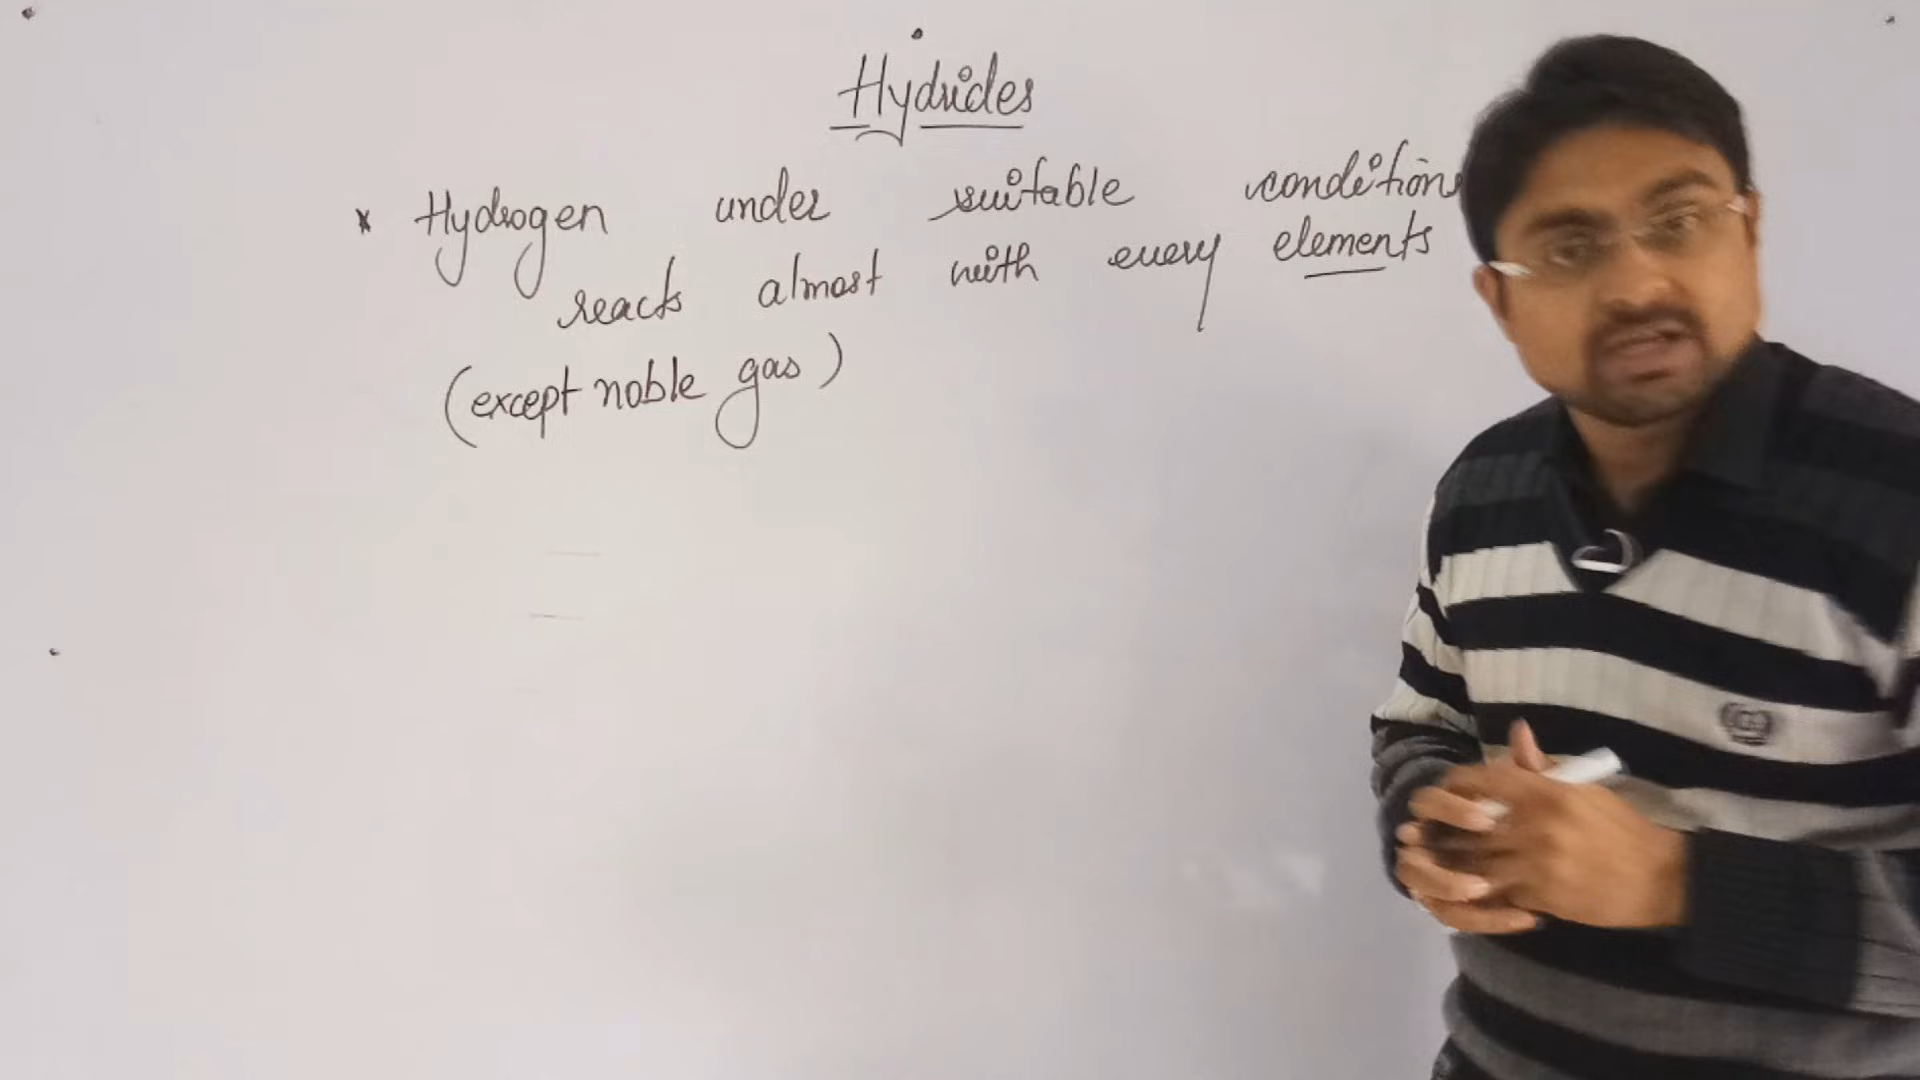 Hydrides
* Hydrogen under suitable conditions
reacts almost with every elements
(except noble gas)